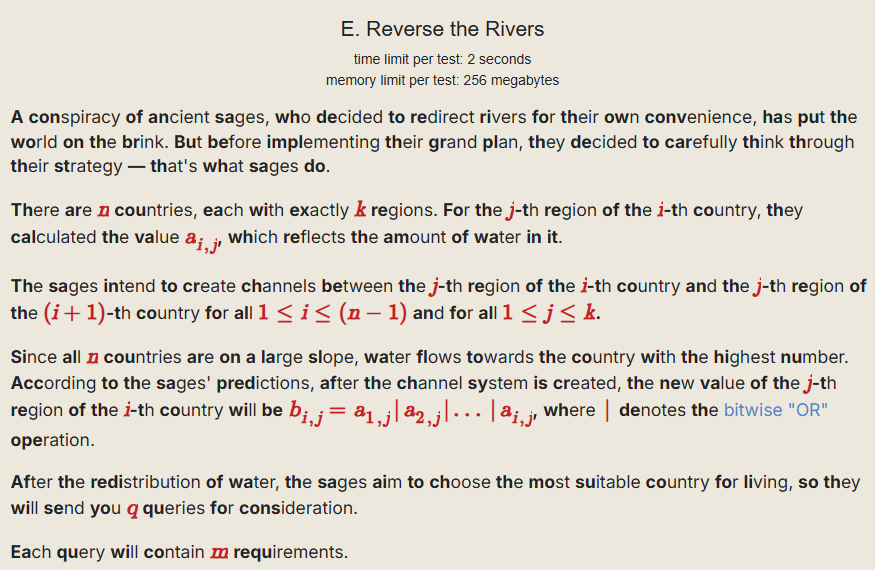 E. Reverse the Rivers
time limit per test: 2 seconds
memory limit per test: 256 megabytes
A conspiracy of ancient sages, who decided to redirect rivers for their own convenience, has put the
world on the brink. But before implementing their grand plan, they decided to carefully think through
their strategy — that's what sages do.
There are n countries, each with exactly k regions. For the j-th region of the i-th country, they
calculated the value a_{i,j}, which reflects the amount of water in it.
The sages intend to create channels between the j-th region of the i-th country and the j-th region of
the (i + 1)-th country for all 1 ≤ i ≤ (n − 1) and for all 1 ≤ j ≤ k.
Since all n countries are on a large slope, water flows towards the country with the highest number.
According to the sages' predictions, after the channel system is created, the new value of the j-th
region of the i-th country will be b_{i,j} = a_{1,j}|a_{2,j}|...|a_{i,j}, where | denotes the bitwise "OR"
operation.
After the redistribution of water, the sages aim to choose the most suitable country for living, so they
will send you q queries for consideration.
Each query will contain m requirements.